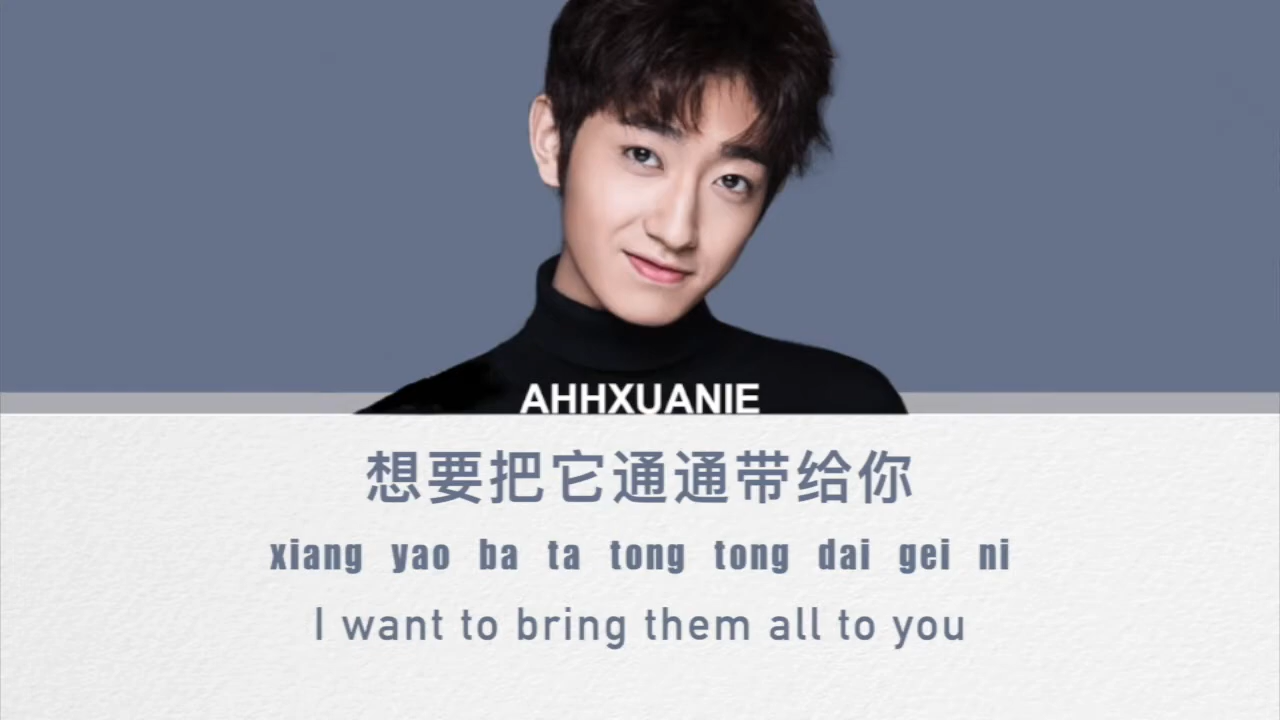 AHHXUANIE
想要把它通通带给你
xiang yao ba ta tong tong dai gei ni
I want to bring them all to you